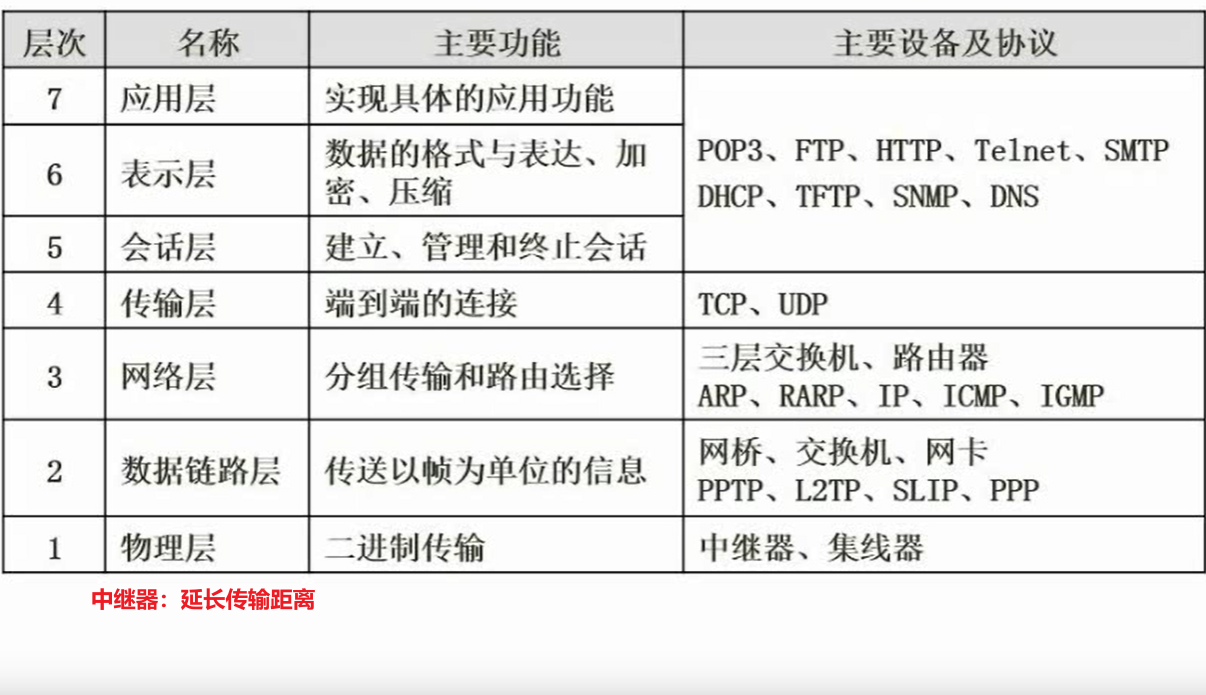 层次 名称 主要功能 主要设备及协议
7 应用层 实现具体的应用功能
6 表示层 数据的格式与表达、加
密、压缩
POP3、FTP、HTTP、Telnet、SMTP
DHCP、TFTP、SNMP、DNS
5 会话层 建立、管理和终止会话
4 传输层 端到端的连接 TCP、UDP
3 网络层 分组传输和路由选择 三层交换机、路由器
ARP、RARP、IP、ICMP、IGMP
2 数据链路层 传送以帧为单位的信息 网桥、交换机、网卡
PPTP、L2TP、SLIP、PPP
1 物理层 二进制传输 中继器、集线器
中继器：延长传输距离